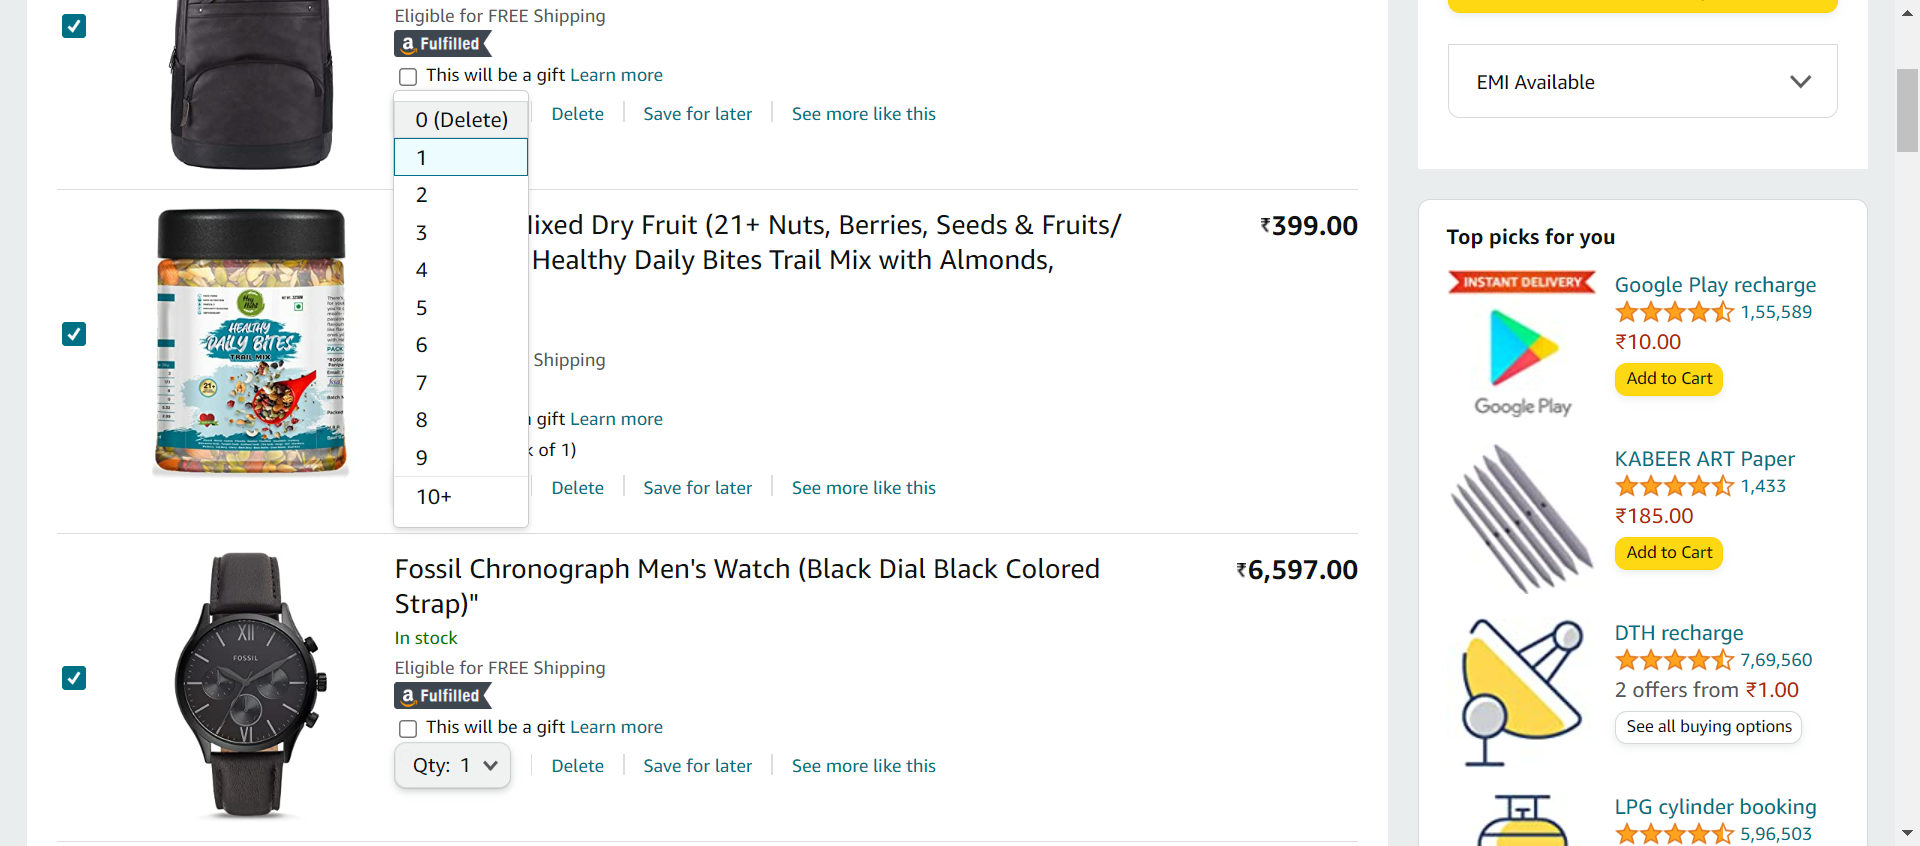 Eligible for FREE Shipping
a Fulfilled
This will be a gift Learn more
0 (Delete)
Delete
Save for later
See more like this
1
2
3
4
5
6
7
8
9
10+
ixed Dry Fruit (21+ Nuts, Berries, Seeds & Fruits/
Healthy Daily Bites Trail Mix with Almonds,
₹399.00
Shipping
gift Learn more
of 1)
Delete
Save for later
See more like this
HEALTHY
DAILY BITES
TRAIL MIX
21+
Fossil Chronograph Men's Watch (Black Dial Black Colored
Strap)"
₹6,597.00
In stock
Eligible for FREE Shipping
a Fulfilled
This will be a gift Learn more
Qty: 1
Delete
Save for later
See more like this
XII
FOSSIL
VI
EMI Available
Top picks for you
INSTANT DELIVERY
Google Play
Google Play recharge
1,55,589
₹10.00
Add to Cart
KABEER ART Paper
1,433
₹185.00
Add to Cart
DTH recharge
7,69,560
2 offers from ₹1.00
See all buying options
LPG cylinder booking
5,96,503